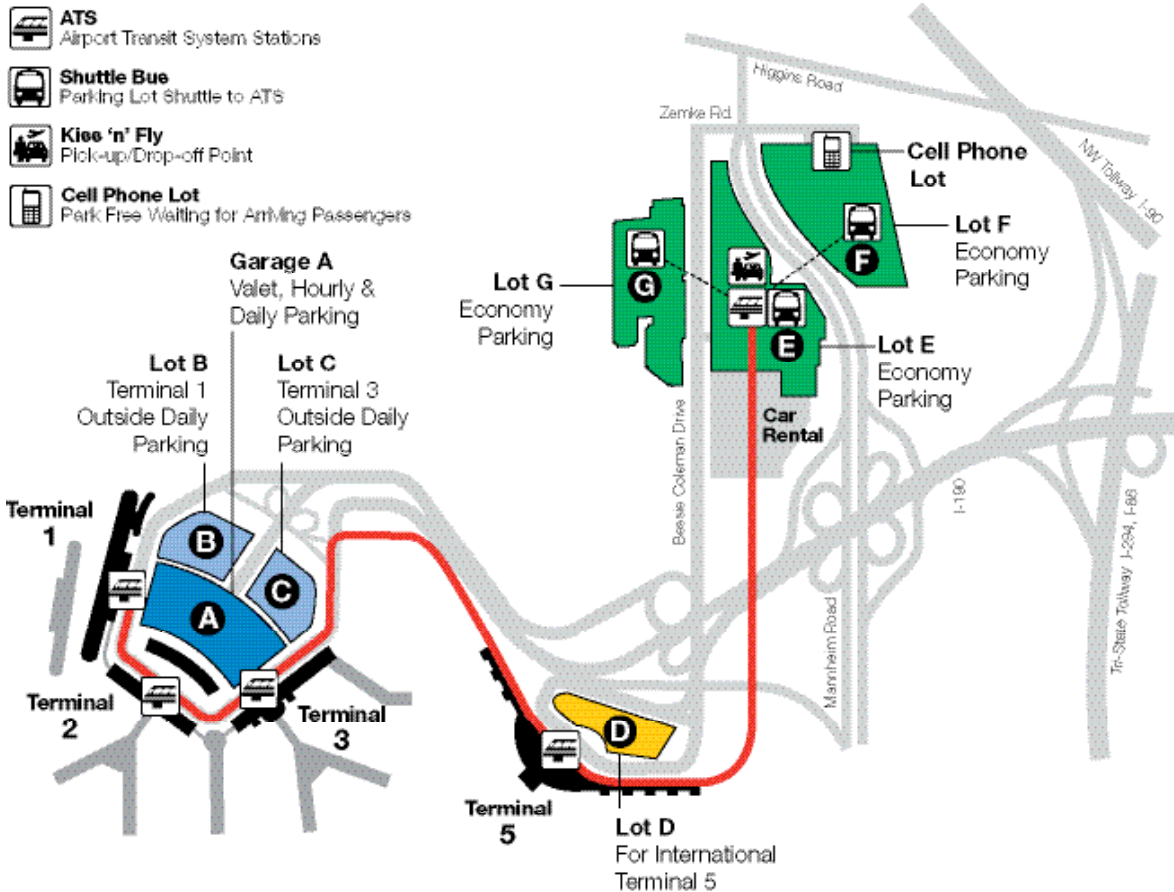 ATS
Airport Transit System Stations
Shuttle Bus
Parking Lot Shuttle to ATS
Kiss 'n' Fly
Pick-up/Drop-off Point
Cell Phone Lot
Park Free Waiting for Arriving Passengers
Higgins Road
Zemke Rd.
NW Tollway I-90
Cell Phone
Lot
Lot F
Economy
Parking
F
Garage A
Valet, Hourly &
Daily Parking
Lot G
Economy
Parking
G
E
Lot E
Economy
Parking
Lot B
Terminal 1
Outside Daily
Parking
Lot C
Terminal 3
Outside Daily
Parking
Car
Rental
Bessie Coleman Drive
I-190
Mannheim Road
Tri-State Tollway I-294, I-86
Terminal
1
B
C
A
Terminal
2
Terminal
3
D
Terminal
5
Lot D
For International
Terminal 5